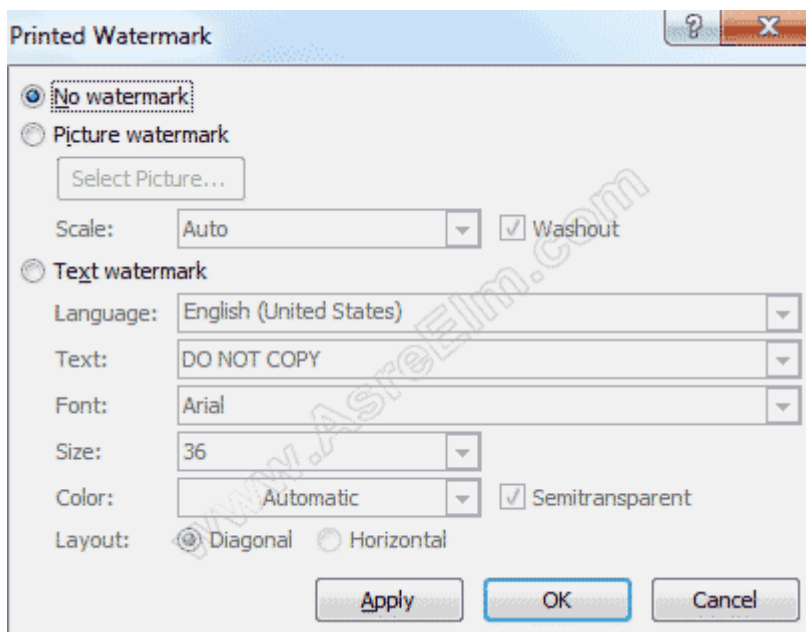 Printed Watermark
No watermark
Picture watermark
Select Picture...
Scale: Auto Washout
Text watermark
Language: English (United States)
Text: DO NOT COPY
Font: Arial
Size: 36
Color: Automatic Semitransparent
Layout: Diagonal Horizontal
Apply OK Cancel
www.AsreElm.com